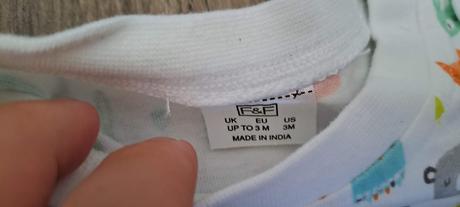 F&F
UK EU US
UP TO 3 M 3M
MADE IN INDIA